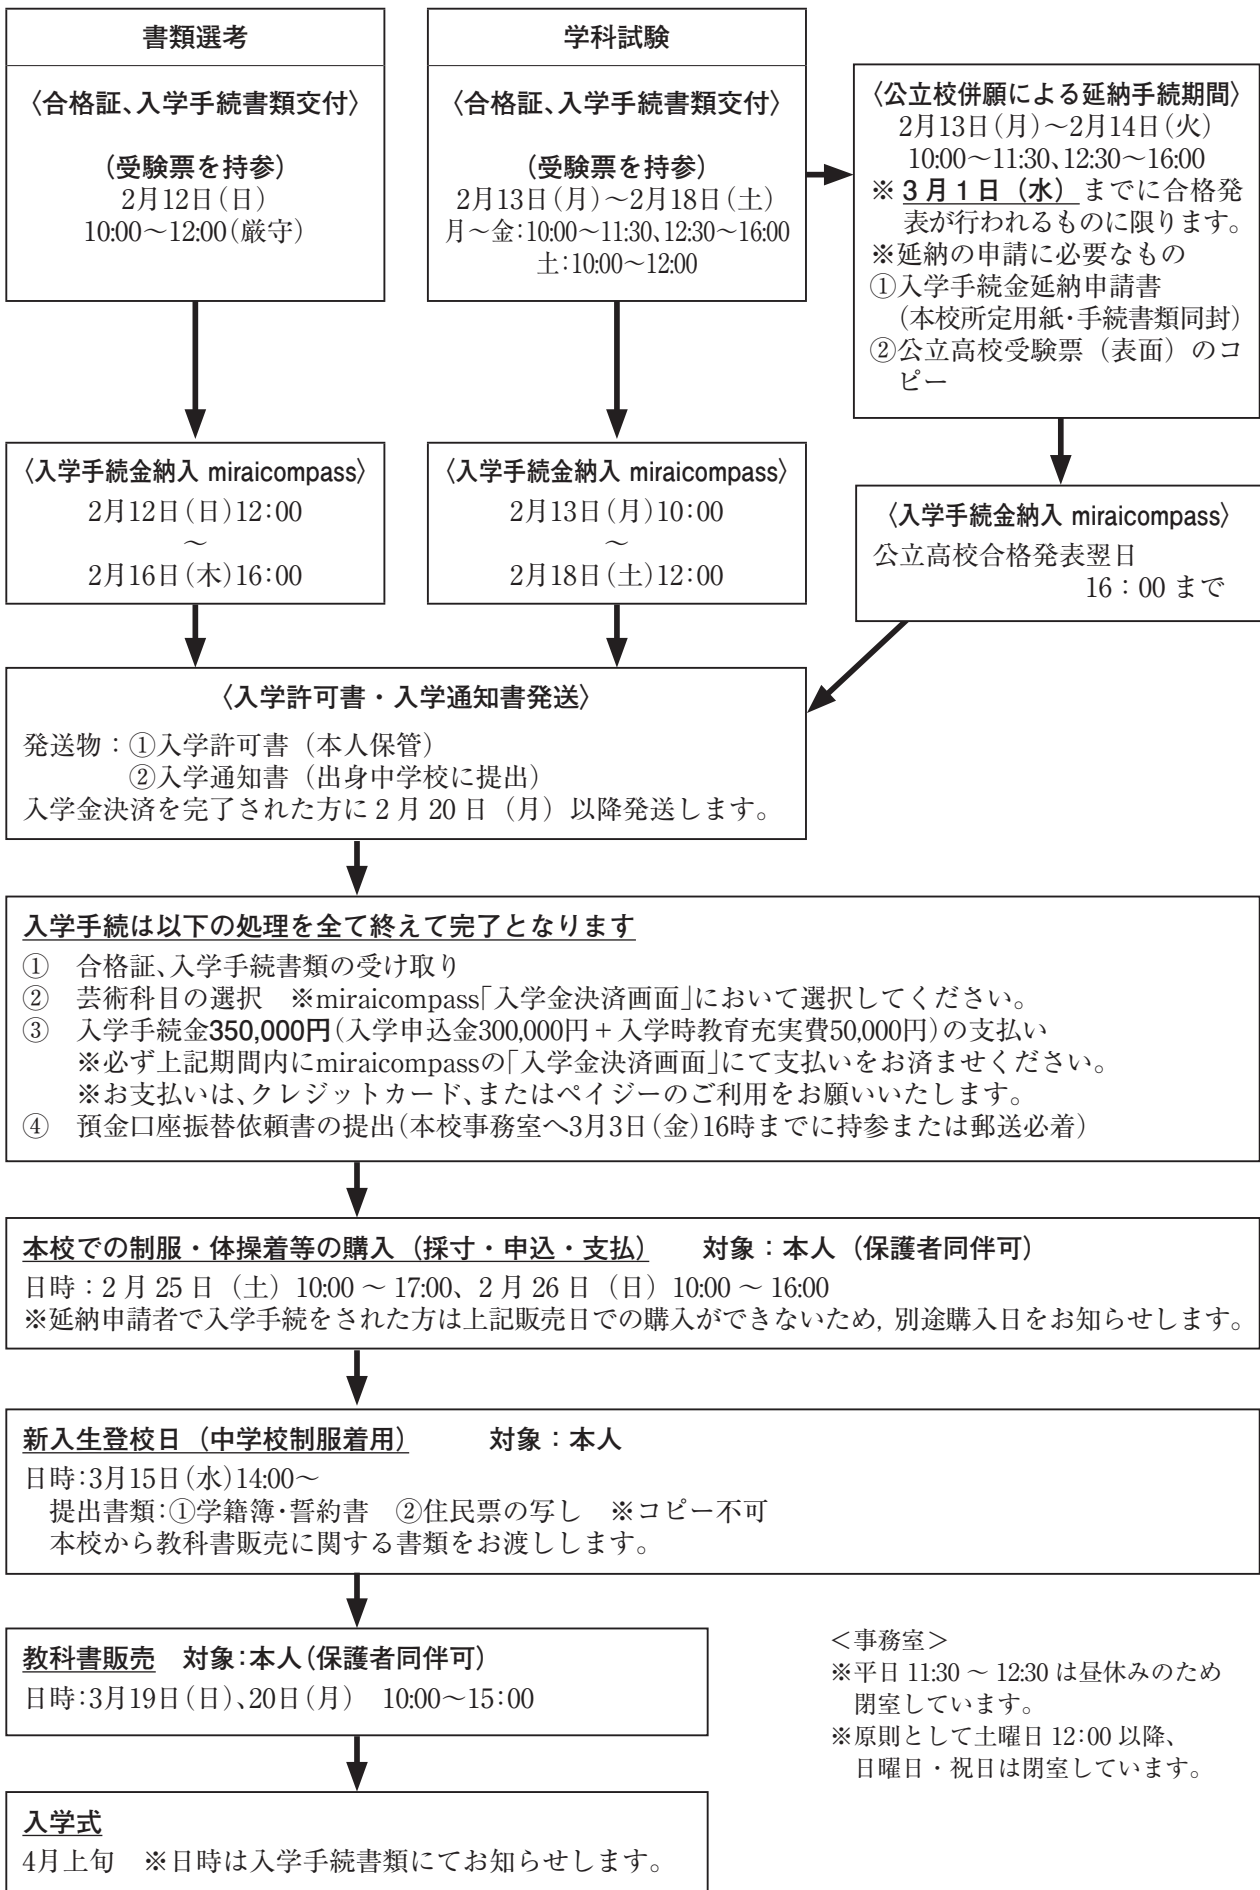 書類選考
〈合格証、入学手続書類交付〉
(受験票を持参)
2月12日(日)
10:00～12:00(厳守)
学科試験
〈合格証、入学手続書類交付〉
(受験票を持参)
2月13日(月)～2月18日(土)
月～金:10:00～11:30、12:30～16:00
土:10:00～12:00
〈公立校併願による延納手続期間〉
2月13日(月)～2月14日(火)
10:00～11:30、12:30～16:00
※ 3月1日（水）までに合格発
表が行われるものに限ります。
※延納の申請に必要なもの
①入学手続金延納申請書
(本校所定用紙・手続書類同封)
②公立高校受験票（表面）のコ
ピー
〈入学手続金納入 miraicompass〉
2月12日(日)12:00
～
2月16日(木)16:00
〈入学手続金納入 miraicompass〉
2月13日(月)10:00
～
2月18日(土)12:00
〈入学手続金納入 miraicompass〉
公立高校合格発表翌日
16：00 まで
〈入学許可書・入学通知書発送〉
発送物：①入学許可書（本人保管）
②入学通知書（出身中学校に提出）
入学金決済を完了された方に 2 月 20 日（月）以降発送します。
入学手続は以下の処理を全て終えて完了となります
①　合格証、入学手続書類の受け取り
②　芸術科目の選択　※miraicompass「入学金決済画面」において選択してください。
③　入学手続金350,000円(入学申込金300,000円+入学時教育充実費50,000円)の支払い
※必ず上記期間内にmiraicompassの「入学金決済画面」にて支払いをお済ませください。
※お支払いは、クレジットカード、またはペイジーのご利用をお願いいたします。
④　預金口座振替依頼書の提出(本校事務室へ3月3日(金)16時までに持参または郵送必着)
本校での制服・体操着等の購入（採寸・申込・支払）　対象：本人（保護者同伴可）
日時：2 月 25 日（土）10:00 ～ 17:00、2 月 26 日（日）10:00 ～ 16:00
※延納申請者で入学手続をされた方は上記販売日での購入ができないため, 別途購入日をお知らせします。
新入生登校日（中学校制服着用）　対象：本人
日時:3月15日(水)14:00～
提出書類:①学籍簿・誓約書　②住民票の写し　※コピー不可
本校から教科書販売に関する書類をお渡しします。
教科書販売　対象:本人(保護者同伴可)
日時:3月19日(日)、20日(月)　10:00～15:00
＜事務室＞
※平日 11:30 ～ 12:30 は昼休みのため
閉室しています。
※原則として土曜日 12:00 以降、
日曜日・祝日は閉室しています。
入学式
4月上旬　※日時は入学手続書類にてお知らせします。